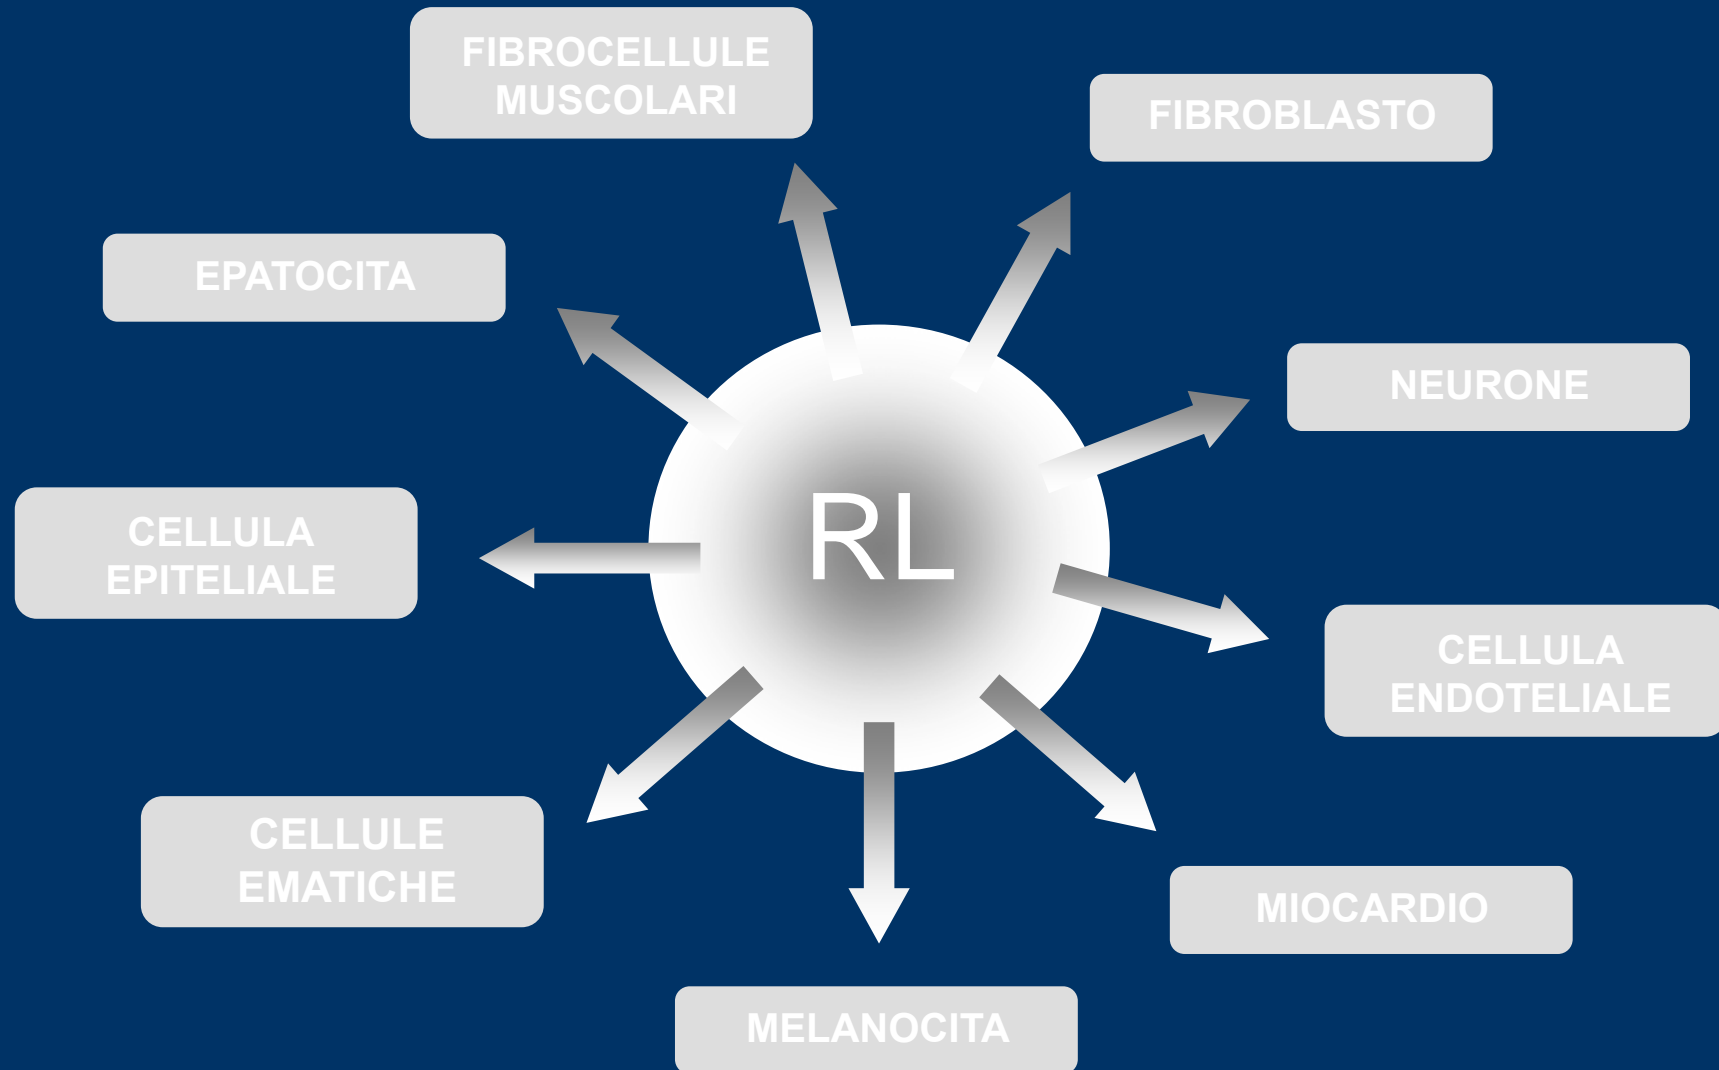 FIBROCELLULE
MUSCOLARI
FIBROBLASTO
EPATOCITA
NEURONE
RL
CELLULA
EPITELIALE
CELLULA
ENDOTELIALE
CELLULE
EMATICHE
MIOCARDIO
MELANOCITA